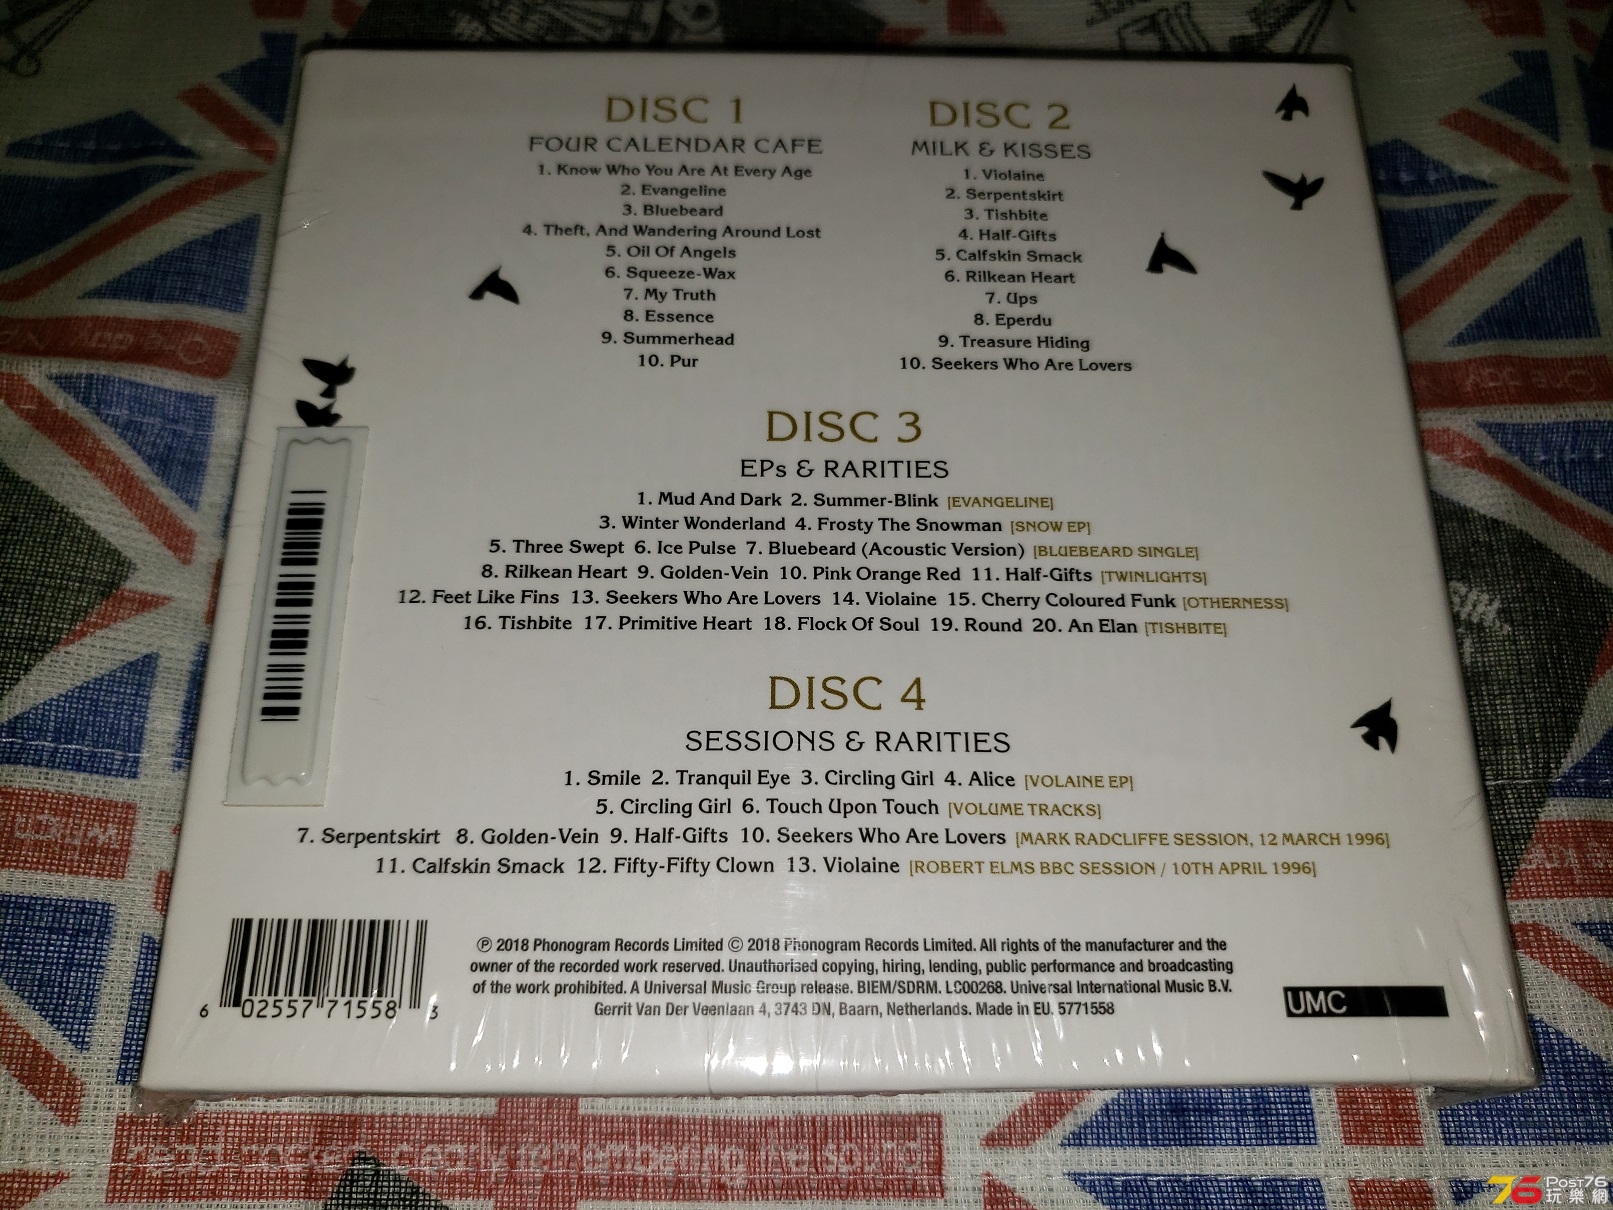 DISC 1
FOUR CALENDAR CAFE
1. Know Who You Are At Every Age
2. Evangeline
3. Bluebeard
4. Theft, And Wandering Around Lost
5. Oil Of Angels
6. Squeeze-Wax
7. My Truth
8. Essence
9. Summerhead
10. Pur
DISC 2
MILK & KISSES
1. Violaine
2. Serpentskirt
3. Tishbite
4. Half-Gifts
5. Calfskin Smack
6. Rilkean Heart
7. Ups
8. Eperdu
9. Treasure Hiding
10. Seekers Who Are Lovers
DISC 3
EPs & RARITIES
1. Mud And Dark 2. Summer-Blink [EVANGELINE]
3. Winter Wonderland 4. Frosty The Snowman [SNOW EP]
5. Three Swept 6. Ice Pulse 7. Bluebeard (Acoustic Version) [BLUEBEARD SINGLE]
8. Rilkean Heart 9. Golden-Vein 10. Pink Orange Red 11. Half-Gifts [TWINLIGHTS]
12. Feet Like Fins 13. Seekers Who Are Lovers 14. Violaine 15. Cherry Coloured Funk [OTHERNESS]
16. Tishbite 17. Primitive Heart 18. Flock Of Soul 19. Round 20. An Elan [TISHBITE]
DISC 4
SESSIONS & RARITIES
1. Smile 2. Tranquil Eye 3. Circling Girl 4. Alice [VOLAINE EP]
5. Circling Girl 6. Touch Upon Touch [VOLUME TRACKS]
7. Serpentskirt 8. Golden-Vein 9. Half-Gifts 10. Seekers Who Are Lovers [MARK RADCLIFFE SESSION, 12 MARCH 1996]
11. Calfskin Smack 12. Fifty-Fifty Clown 13. Violaine [ROBERT ELMS BBC SESSION / 10TH APRIL 1996]
℗ 2018 Phonogram Records Limited © 2018 Phonogram Records Limited. All rights of the manufacturer and the
owner of the recorded work reserved. Unauthorised copying, hiring, lending, public performance and broadcasting
of the work prohibited. A Universal Music Group release. BIEM/SDRM. LC00268. Universal International Music B.V.
Gerrit Van Der Veenlaan 4, 3743 DN, Baarn, Netherlands. Made in EU. 5771558
6 02557 71558 3
UMC
remembering the sound
76 Post76
玩樂網